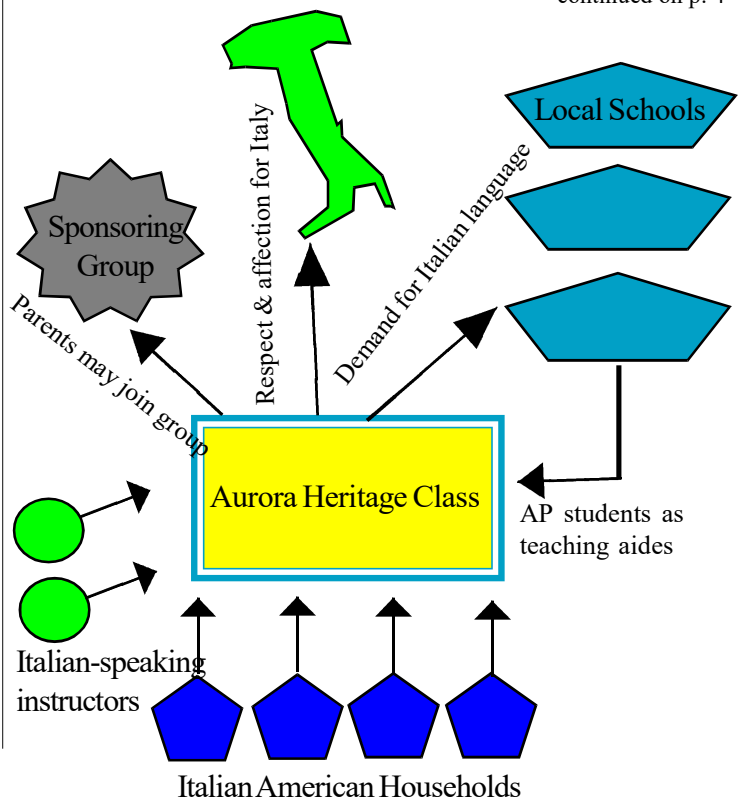 Local Schools
Respect & affection for Italy
Demand for Italian language
Sponsoring
Group
Parents may join group
Aurora Heritage Class
AP students as
teaching aides
Italian-speaking
instructors
Italian American Households